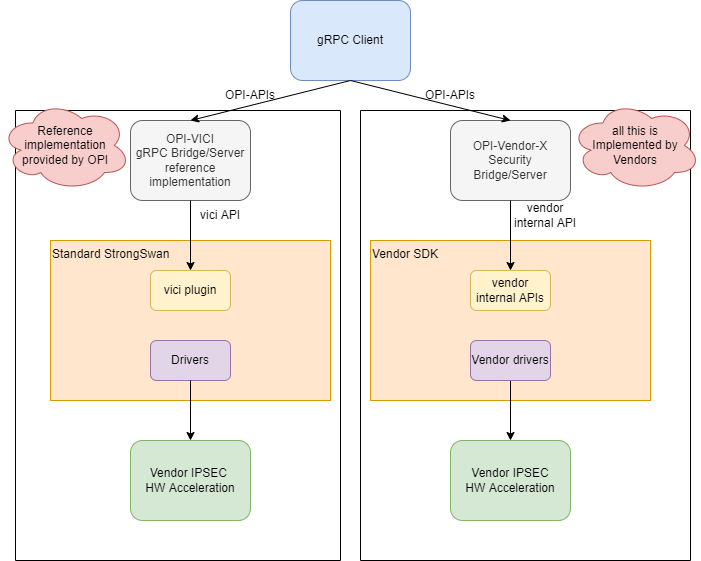 gRPC Client
OPI-APIs
OPI-APIs
Reference
implementation
provided by OPI
OPI-VICI
gRPC Bridge/Server
reference
implementation
vici API
Standard StrongSwan
vici plugin
Drivers
Vendor IPSEC
HW Acceleration
OPI-Vendor-X
Security
Bridge/Server
all this is
Implemented by
Vendors
vendor
internal API
Vendor SDK
vendor
internal APIs
Vendor drivers
Vendor IPSEC
HW Acceleration